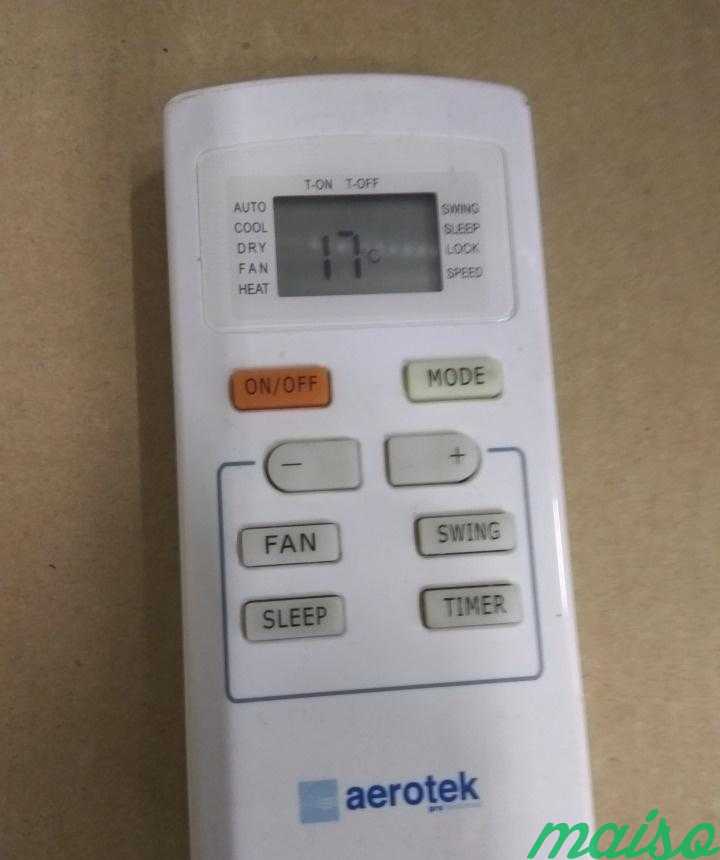 T-ON T-OFF
AUTO
COOL
DRY
FAN
HEAT
17°C
SWING
SLEEP
LOCK
SPEED
ON/OFF
MODE
−
+
FAN
SWING
SLEEP
TIMER
aerotek
pro
maiso